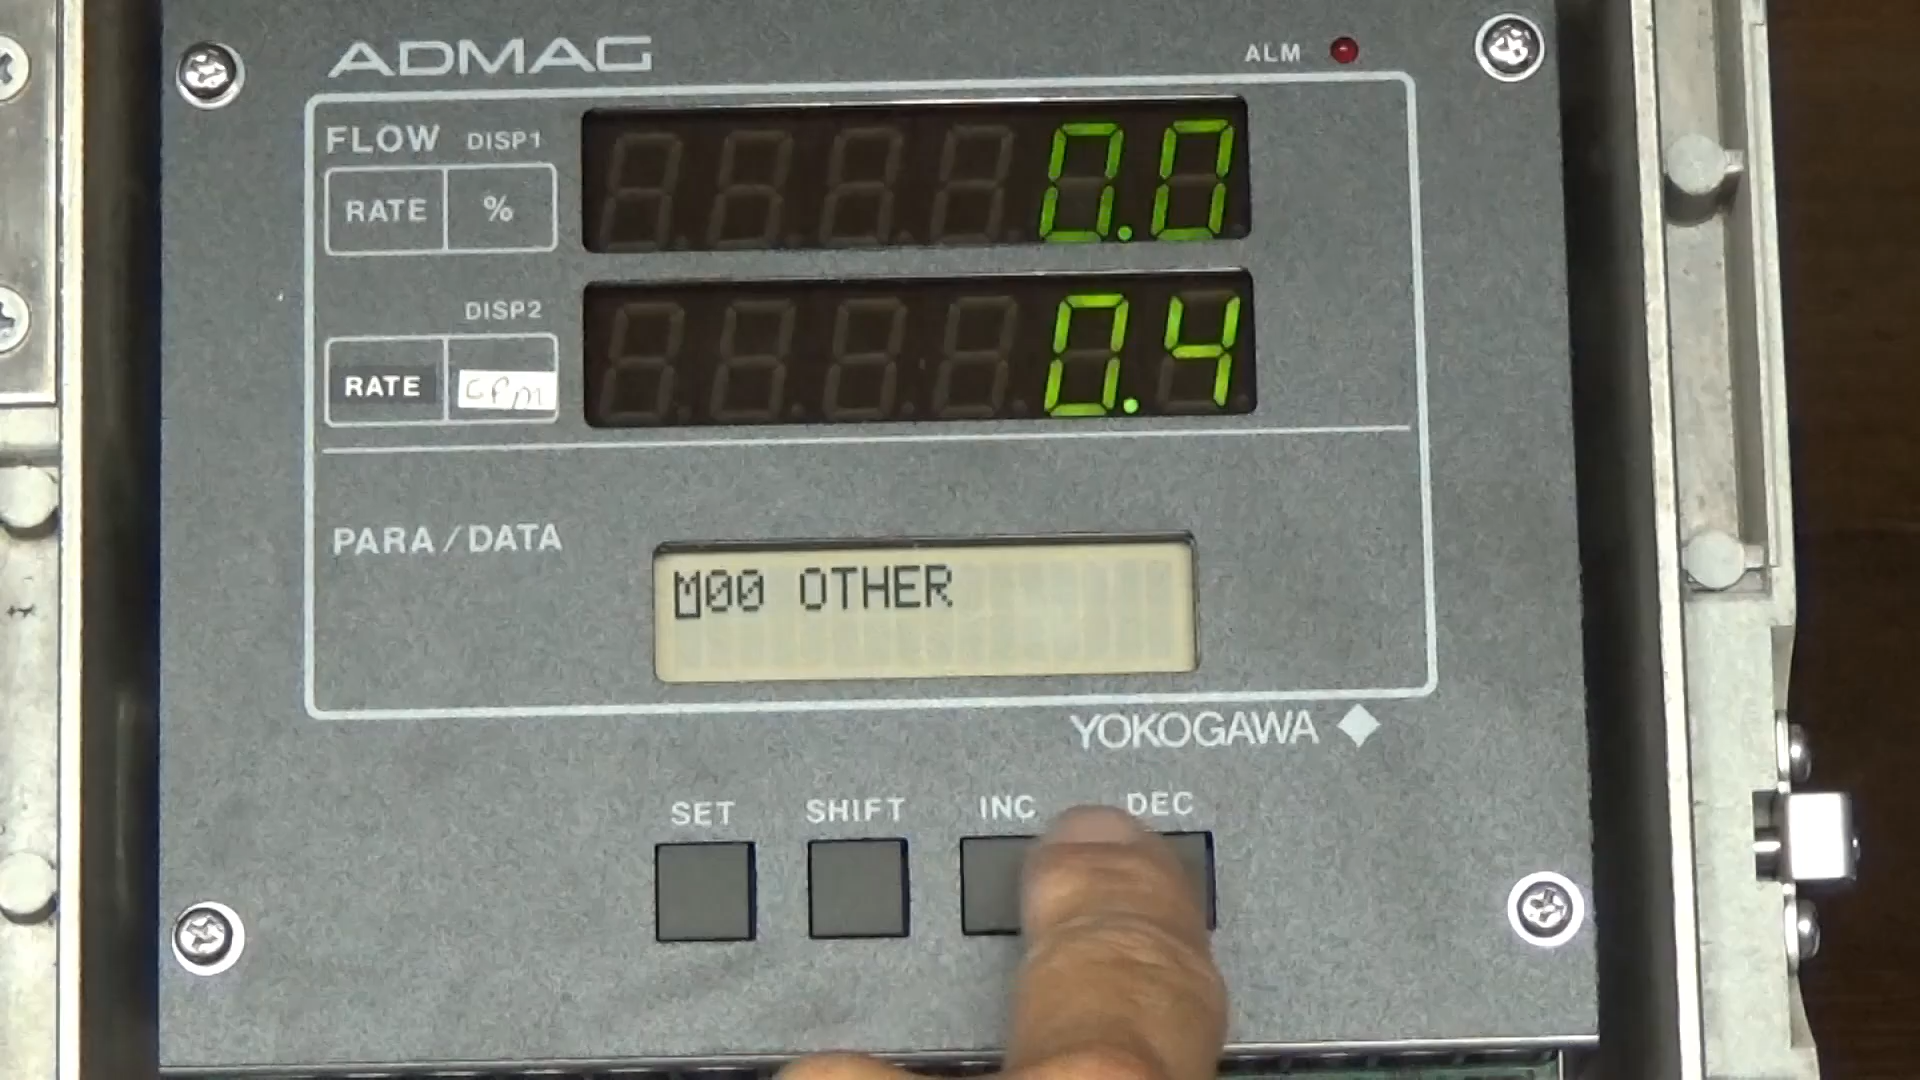 ADMAG
ALM
FLOW DISP1
RATE %
0.0
DISP2
RATE GPM
0.4
PARA/DATA
M00 OTHER
YOKOGAWA
SET SHIFT INC DEC